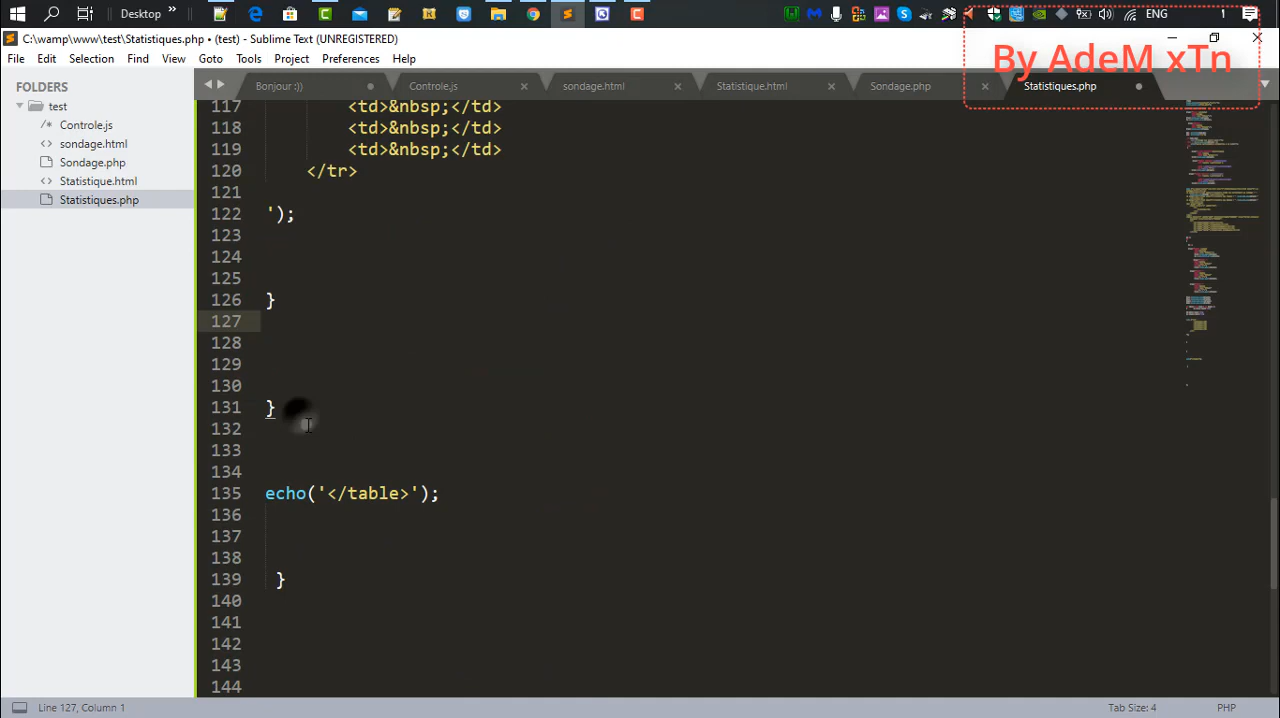 Desktop
ENG
C:\wamp\www\test\Statistiques.php • (test) - Sublime Text (UNREGISTERED)
By AdeM xTn
File Edit Selection Find View Goto Tools Project Preferences Help
FOLDERS
test
/* Controle.js
<> sondage.html
Sondage.php
<> Statistique.html
Statistiques.php
Bonjour :)) Controle.js sondage.html Statistique.html Sondage.php Statistiques.php
117 <td>&nbsp;</td>
118 <td>&nbsp;</td>
119 <td>&nbsp;</td>
120 </tr>
121
122 ');
123
124
125
126 }
127
128
129
130
131 }
132
133
134
135 echo('</table>');
136
137
138
139 }
140
141
142
143
144
Line 127, Column 1 Tab Size: 4 PHP